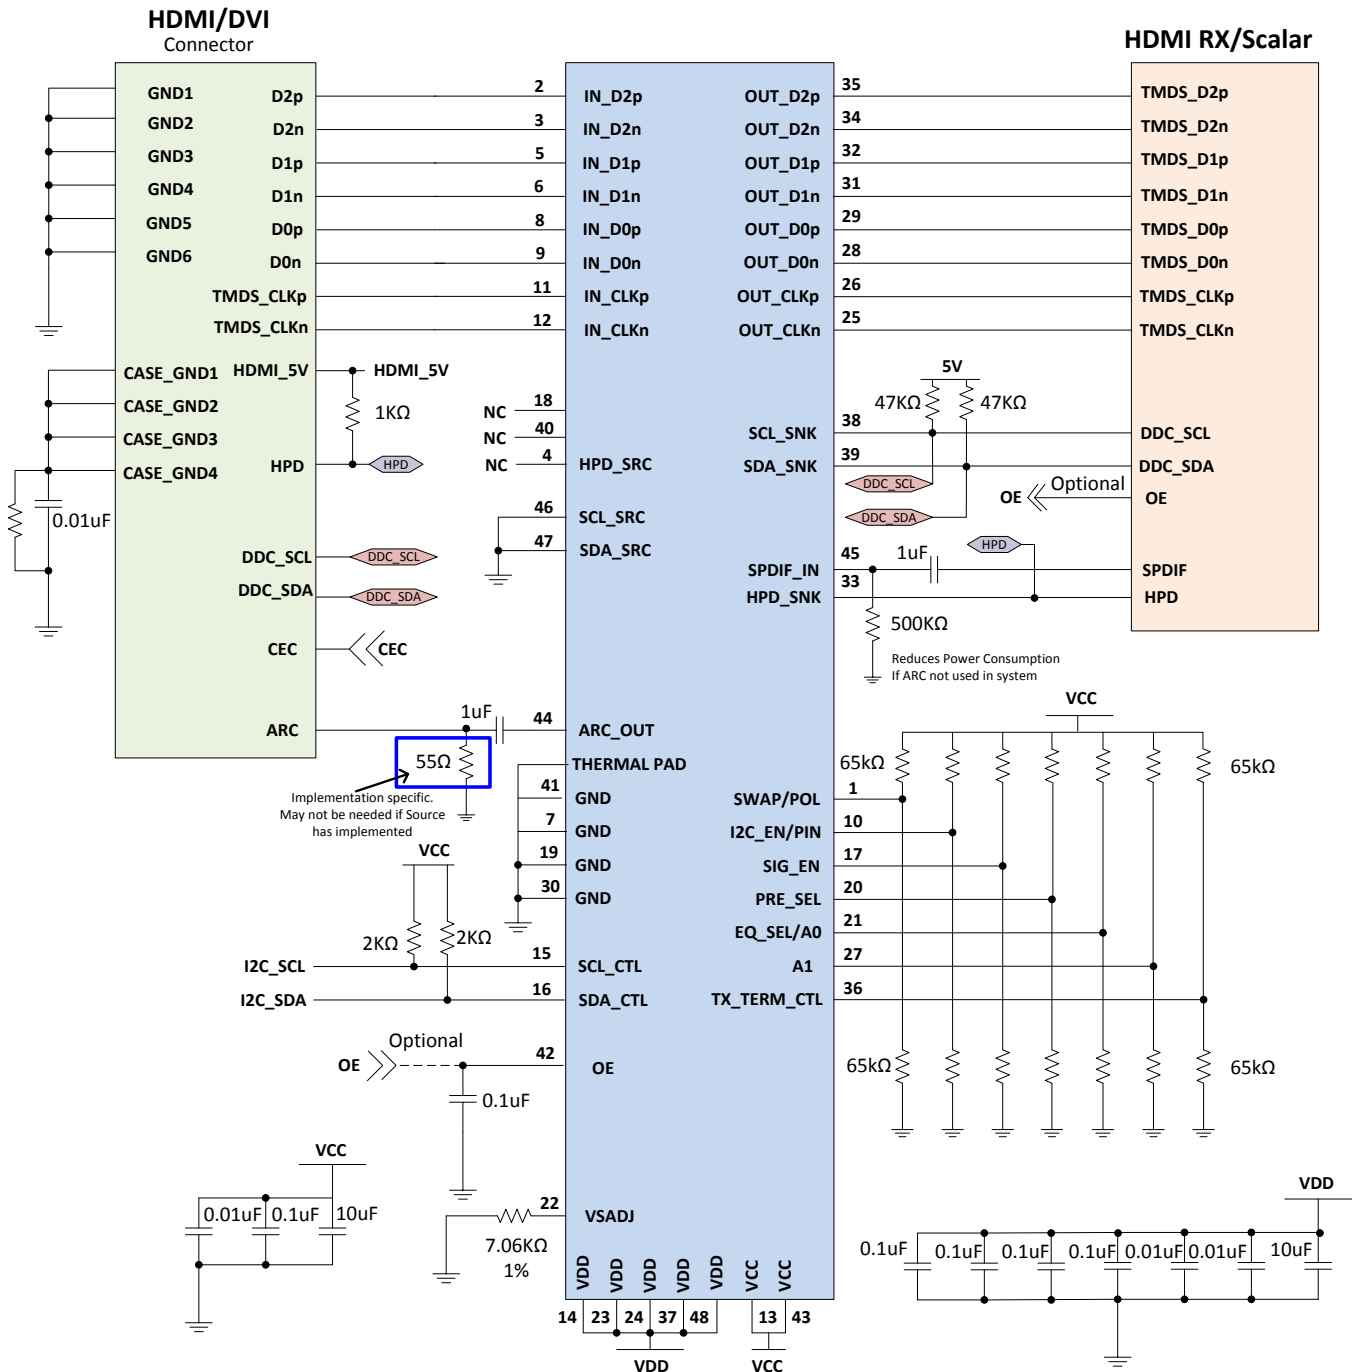 HDMI/DVI
Connector
GND1
GND2
GND3
GND4
GND5
GND6
CASE_GND1
CASE_GND2
CASE_GND3
CASE_GND4
0.01uF
D2p
D2n
D1p
D1n
D0p
D0n
TMDS_CLKp
TMDS_CLKn
HDMI_5V
HDMI_5V
1KΩ
HPD
HPD
DDC_SCL
DDC_SCL
DDC_SDA
DDC_SDA
CEC
CEC
ARC
1uF
55Ω
Implementation specific.
May not be needed if Source
has implemented
VCC
2KΩ
2KΩ
I2C_SCL
I2C_SDA
Optional
OE
0.1uF
VCC
0.01uF
0.1uF
10uF
7.06KΩ
1%
2
IN_D2p
3
IN_D2n
5
IN_D1p
6
IN_D1n
8
IN_D0p
9
IN_D0n
11
IN_CLKp
12
IN_CLKn
NC
18
NC
40
NC
4
HPD_SRC
46
SCL_SRC
47
SDA_SRC
44
ARC_OUT
THERMAL PAD
41
GND
7
GND
19
GND
30
GND
15
SCL_CTL
16
SDA_CTL
42
OE
22
VSADJ
VDD
VDD
VDD
VDD
VDD
VCC
VCC
14
23
24
37
48
13
43
VDD
VCC
OUT_D2p
35
OUT_D2n
34
OUT_D1p
32
OUT_D1n
31
OUT_D0p
29
OUT_D0n
28
OUT_CLKp
26
OUT_CLKn
25
SCL_SNK
38
SDA_SNK
39
SPDIF_IN
45
HPD_SNK
33
SWAP/POL
1
I2C_EN/PIN
10
SIG_EN
17
PRE_SEL
20
EQ_SEL/A0
21
A1
27
TX_TERM_CTL
36
5V
47KΩ
47KΩ
DDC_SCL
DDC_SDA
OE
Optional
HPD
1uF
500KΩ
Reduces Power Consumption
If ARC not used in system
VCC
65kΩ
65kΩ
65kΩ
65kΩ
HDMI RX/Scalar
TMDS_D2p
TMDS_D2n
TMDS_D1p
TMDS_D1n
TMDS_D0p
TMDS_D0n
TMDS_CLKp
TMDS_CLKn
DDC_SCL
DDC_SDA
OE
SPDIF
HPD
VDD
0.1uF
0.1uF
0.1uF
0.1uF
0.01uF
0.01uF
10uF